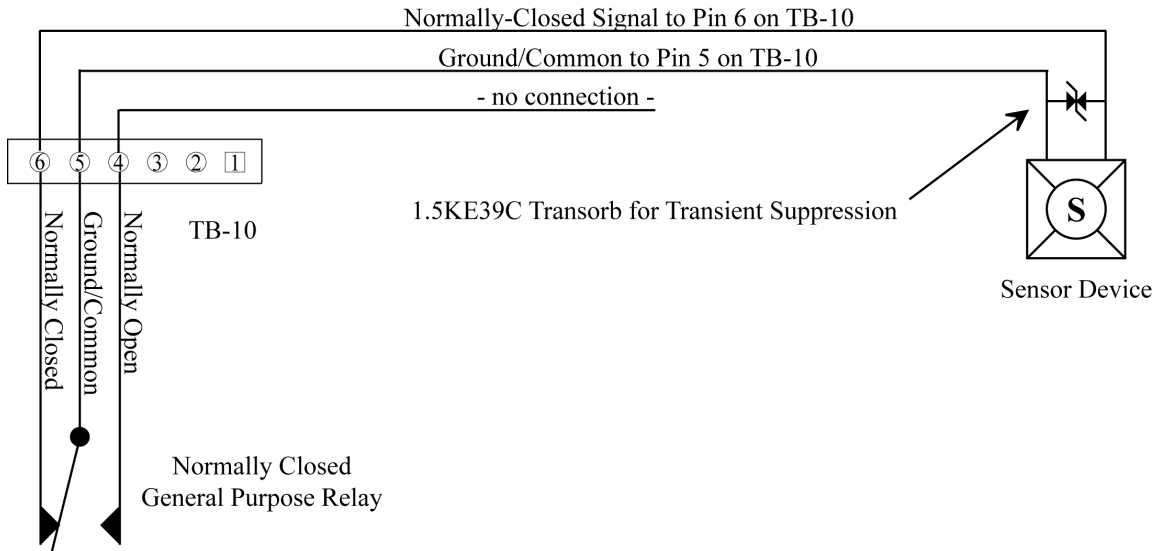 Normally-Closed Signal to Pin 6 on TB-10
Ground/Common to Pin 5 on TB-10
- no connection -
6 5 4 3 2 1
TB-10
1.5KE39C Transorb for Transient Suppression
S
Sensor Device
Normally Closed
Ground/Common
Normally Open
Normally Closed
General Purpose Relay